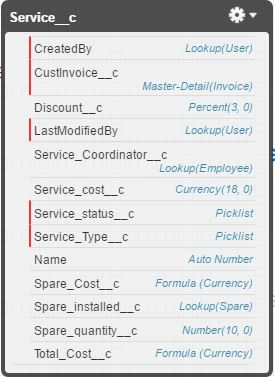 Service__c
CreatedBy Lookup(User)
CustInvoice__c
Master-Detail(Invoice)
Discount__c Percent(3, 0)
LastModifiedBy Lookup(User)
Service_Coordinator__c
Lookup(Employee)
Service_cost__c Currency(18, 0)
Service_status__c Picklist
Service_Type__c Picklist
Name Auto Number
Spare_Cost__c Formula (Currency)
Spare_installed__c Lookup(Spare)
Spare_quantity__c Number(10, 0)
Total_Cost__c Formula (Currency)